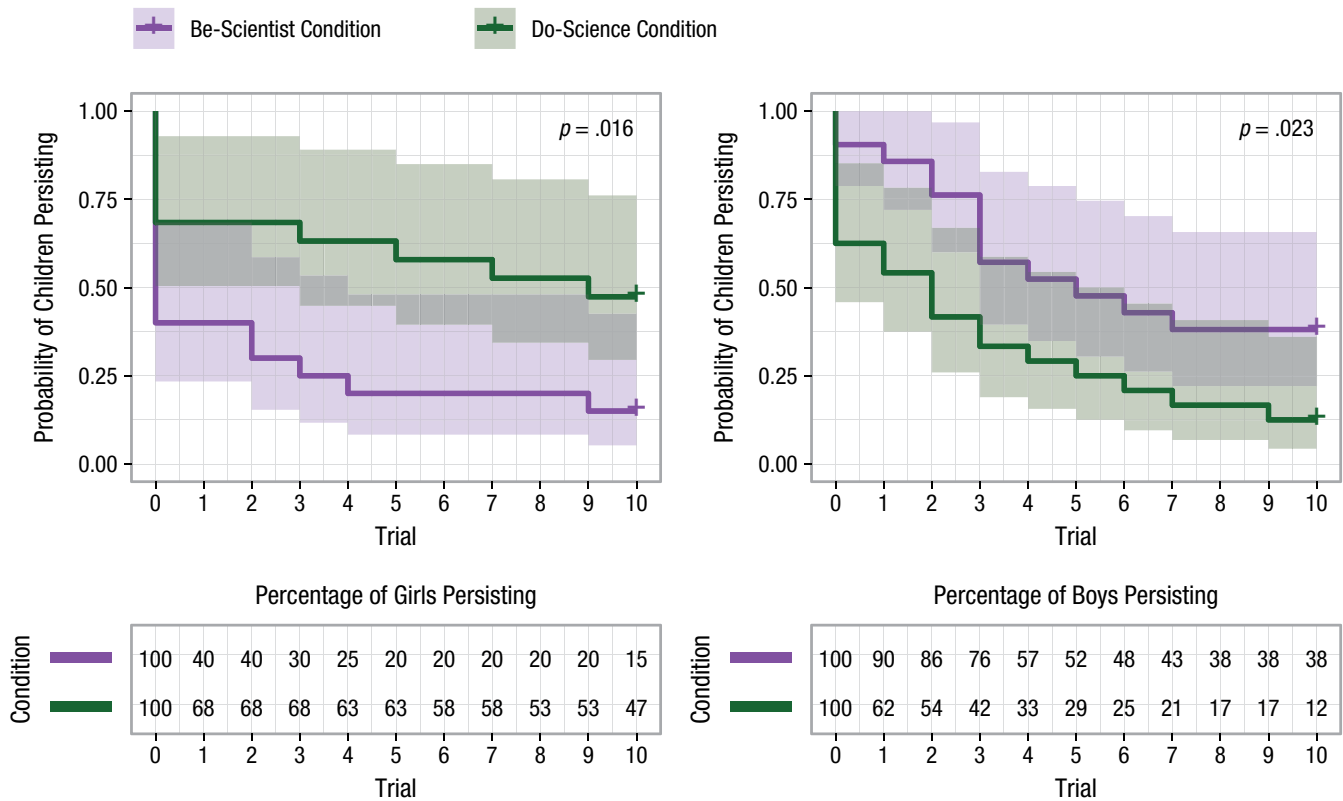 Be-Scientist Condition Do-Science Condition
Probability of Children Persisting
1.00
0.75
0.50
0.25
0.00
p = .016
0 1 2 3 4 5 6 7 8 9 10
Trial
Probability of Children Persisting
1.00
0.75
0.50
0.25
0.00
p = .023
0 1 2 3 4 5 6 7 8 9 10
Trial
Percentage of Girls Persisting
Condition
100 40 40 30 25 20 20 20 20 20 15
100 68 68 68 63 63 58 58 53 53 47
0 1 2 3 4 5 6 7 8 9 10
Trial
Percentage of Boys Persisting
Condition
100 90 86 76 57 52 48 43 38 38 38
100 62 54 42 33 29 25 21 17 17 12
0 1 2 3 4 5 6 7 8 9 10
Trial